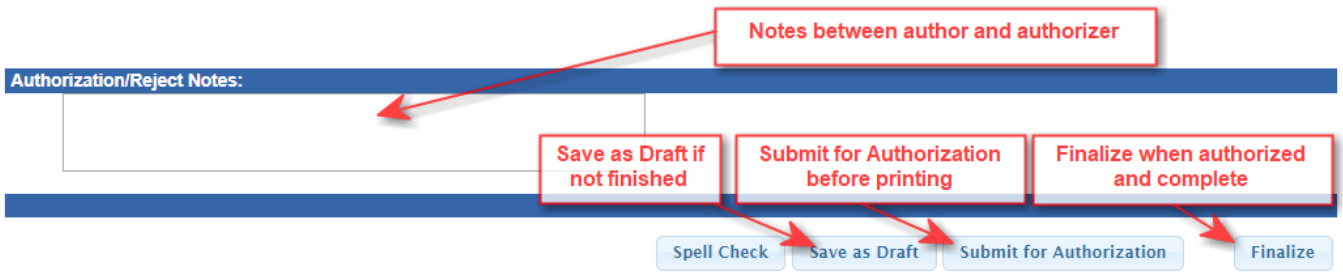 Notes between author and authorizer
Authorization/Reject Notes:
Save as Draft if
not finished
Submit for Authorization
before printing
Finalize when authorized
and complete
Spell Check
Save as Draft
Submit for Authorization
Finalize